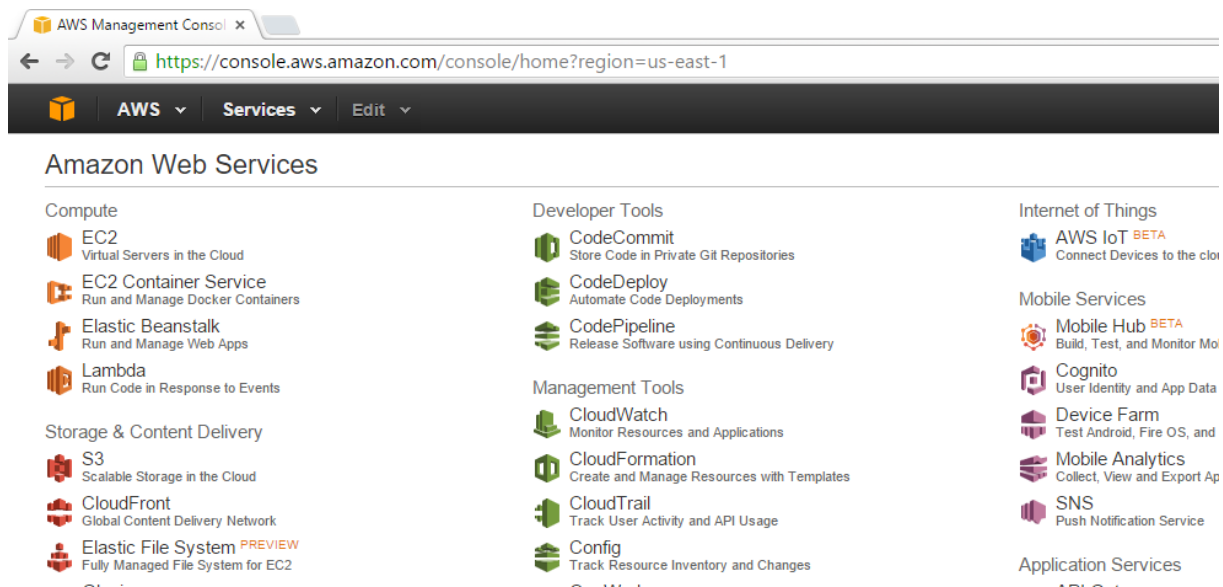 AWS Management Consol
https://console.aws.amazon.com/console/home?region=us-east-1
AWS Services Edit
Amazon Web Services
Compute
EC2
Virtual Servers in the Cloud
EC2 Container Service
Run and Manage Docker Containers
Elastic Beanstalk
Run and Manage Web Apps
Lambda
Run Code in Response to Events
Storage & Content Delivery
S3
Scalable Storage in the Cloud
CloudFront
Global Content Delivery Network
Elastic File System PREVIEW
Fully Managed File System for EC2
Developer Tools
CodeCommit
Store Code in Private Git Repositories
CodeDeploy
Automate Code Deployments
CodePipeline
Release Software using Continuous Delivery
Management Tools
CloudWatch
Monitor Resources and Applications
CloudFormation
Create and Manage Resources with Templates
CloudTrail
Track User Activity and API Usage
Config
Track Resource Inventory and Changes
Internet of Things
AWS IoT BETA
Connect Devices to the
Mobile Services
Mobile Hub BETA
Build, Test, and Monitor
Cognito
User Identity and App Data
Device Farm
Test Android, Fire OS, and
Mobile Analytics
Collect, View and Export
SNS
Push Notification Service
Application Services